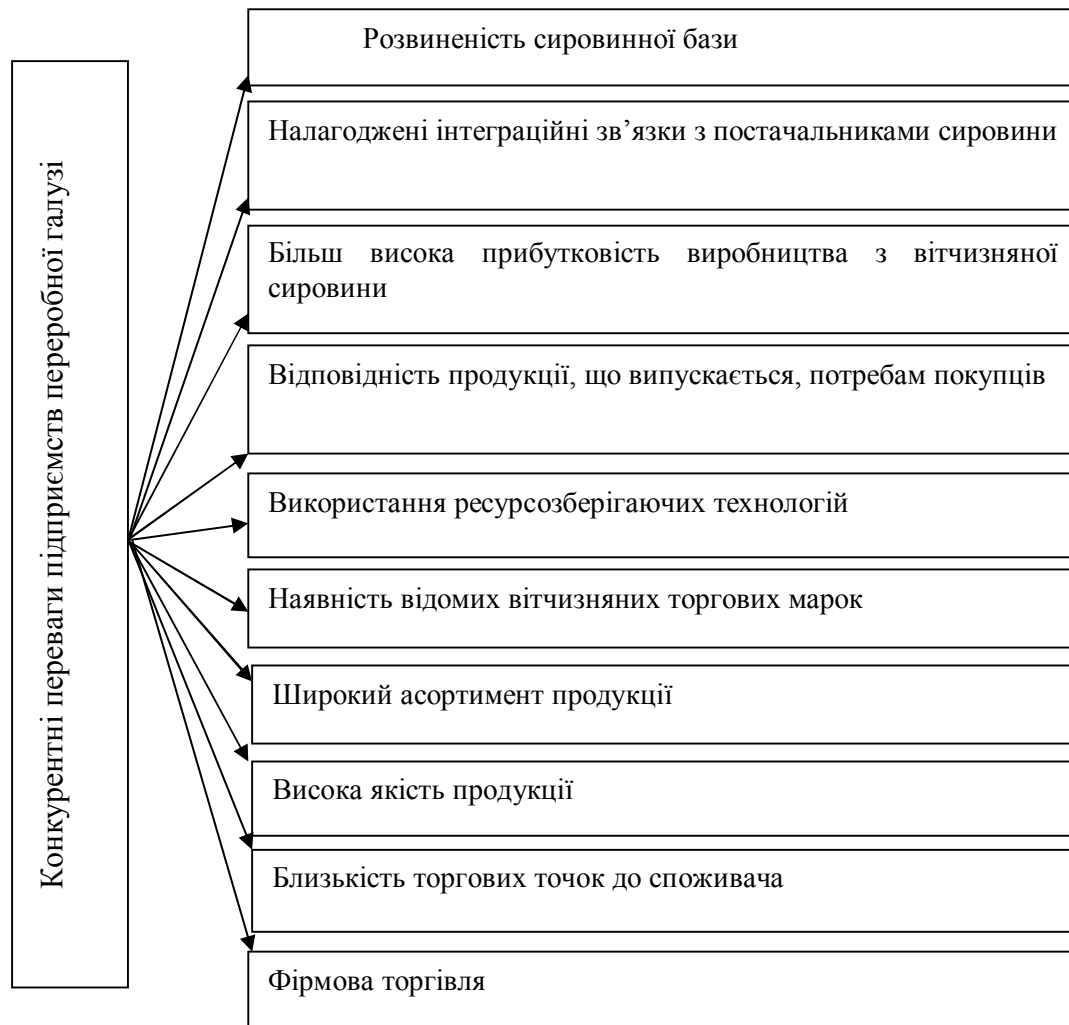 Конкурентні переваги підприємств переробної галузі
Розвиненість сировинної бази
Налагоджені інтеграційні зв’язки з постачальниками сировини
Більш висока прибутковість виробництва з вітчизняної
сировини
Відповідність продукції, що випускається, потребам покупців
Використання ресурсозберігаючих технологій
Наявність відомих вітчизняних торгових марок
Широкий асортимент продукції
Висока якість продукції
Близькість торгових точок до споживача
Фірмова торгівля